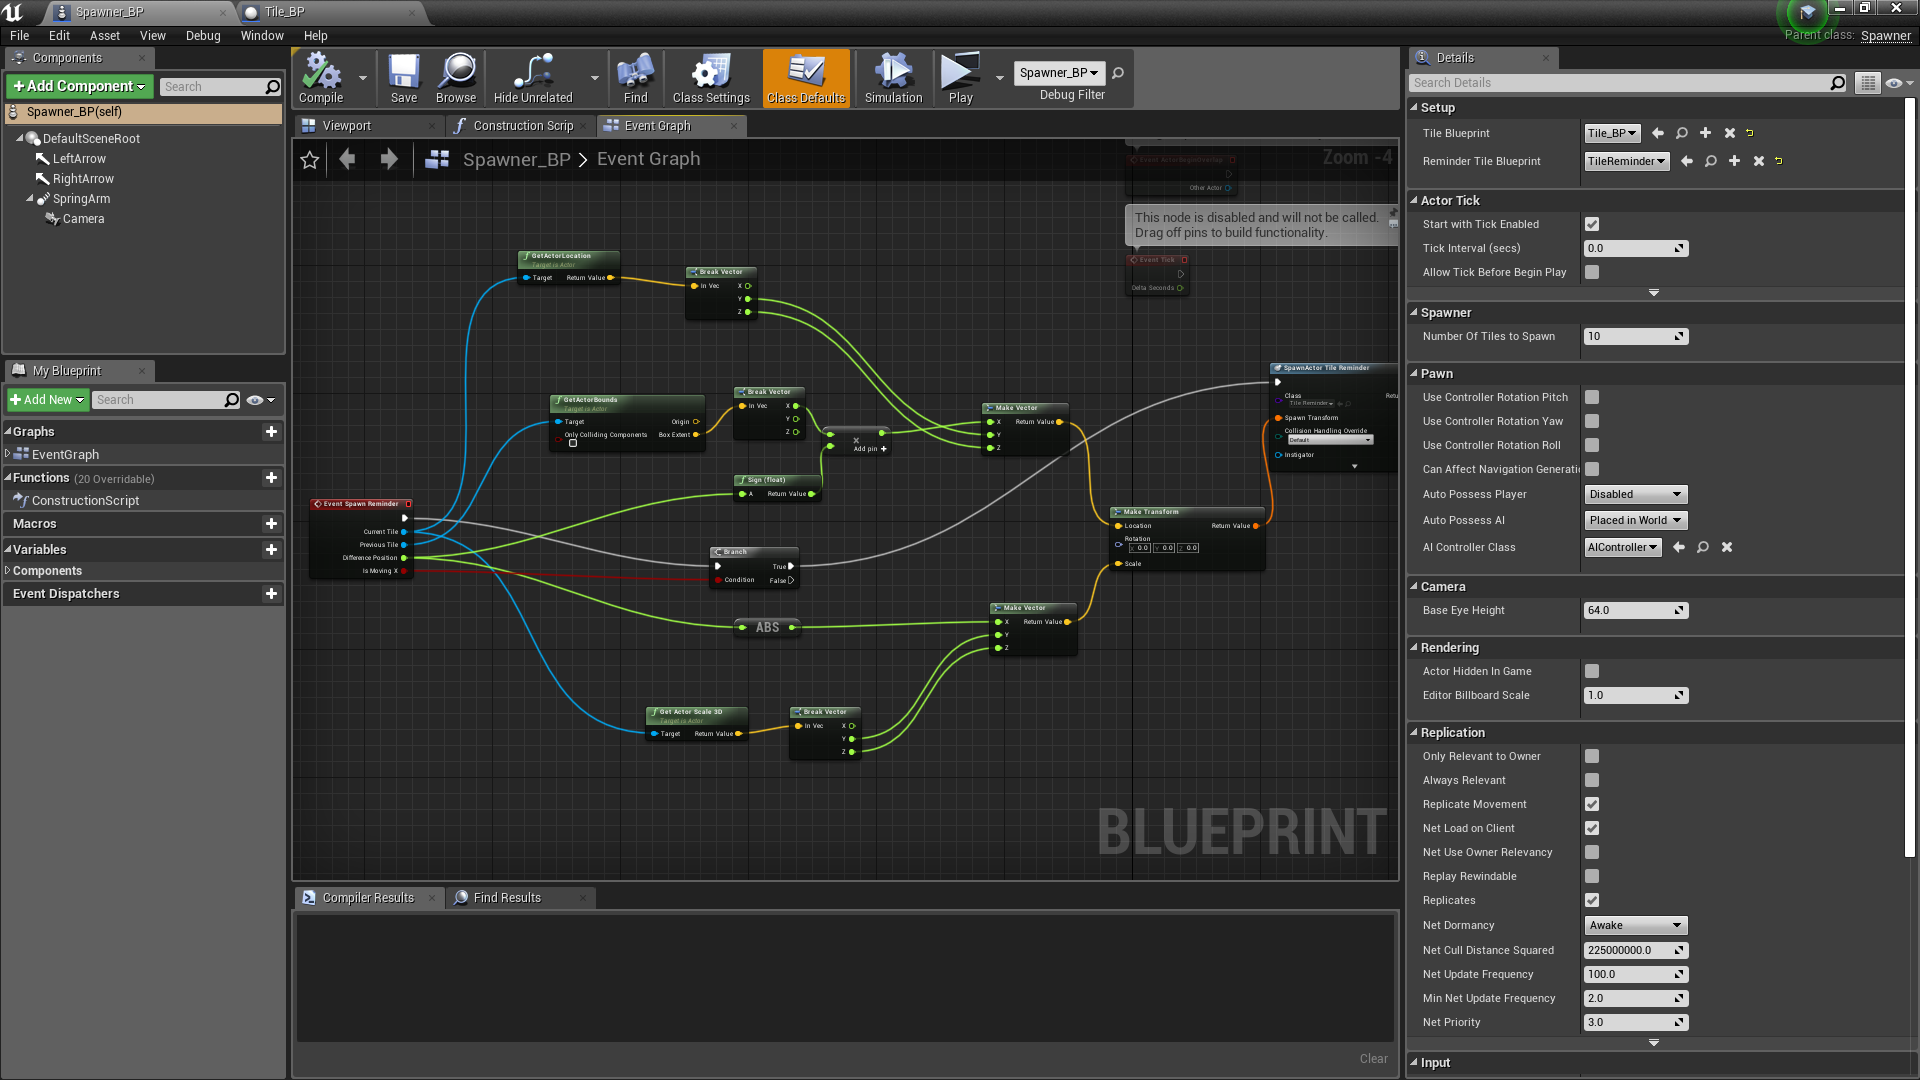 Spawner_BP
Tile_BP
File Edit Asset View Debug Window Help
Parent class: Spawner
Components
+Add Component
Search
Spawner_BP(self)
DefaultSceneRoot
LeftArrow
RightArrow
SpringArm
Camera
My Blueprint
+Add New
Search
Graphs
EventGraph
Functions (20 Overridable)
ConstructionScript
Macros
Variables
Components
Event Dispatchers
Compile
Save
Browse
Hide Unrelated
Find
Class Settings
Class Defaults
Simulation
Play
Spawner_BP
Debug Filter
Viewport
Construction Scrip
Event Graph
Spawner_BP > Event Graph
Zoom -4
Event ActorBeginOverlap
Other Actor
This node is disabled and will not be called.
Drag off pins to build functionality.
Event Tick
Delta Seconds
GetActorLocation
Target is Actor
Target Return Value
Break Vector
In Vec X
Y
Z
GetActorBounds
Target is Actor
Target Origin
Only Colliding Components Box Extent
Break Vector
In Vec X
Y
Z
X
Add pin +
Sign (float)
A Return Value
Make Vector
X Return Value
Y
Z
SpawnActor Tile Reminder
Class
Tile Reminder
Retu
Spawn Transform
Collision Handling Override
Default
Instigator
Event Spawn Reminder
Current Tile
Previous Tile
Difference Position
Is Moving X
Branch
True
Condition False
Make Transform
Location Return Value
Rotation
X 0.0 Y 0.0 Z 0.0
Scale
ABS
Make Vector
X Return Value
Y
Z
Get Actor Scale 3D
Target is Actor
Target Return Value
Break Vector
In Vec X
Y
Z
BLUEPRINT
Compiler Results
Find Results
Clear
Details
Search Details
Setup
Tile Blueprint Tile_BP
Reminder Tile Blueprint TileReminder
Actor Tick
Start with Tick Enabled
Tick Interval (secs) 0.0
Allow Tick Before Begin Play
Spawner
Number Of Tiles to Spawn 10
Pawn
Use Controller Rotation Pitch
Use Controller Rotation Yaw
Use Controller Rotation Roll
Can Affect Navigation Generati
Auto Possess Player Disabled
Auto Possess AI Placed in World
AI Controller Class AIController
Camera
Base Eye Height 64.0
Rendering
Actor Hidden In Game
Editor Billboard Scale 1.0
Replication
Only Relevant to Owner
Always Relevant
Replicate Movement
Net Load on Client
Net Use Owner Relevancy
Replay Rewindable
Replicates
Net Dormancy Awake
Net Cull Distance Squared 225000000.0
Net Update Frequency 100.0
Min Net Update Frequency 2.0
Net Priority 3.0
Input